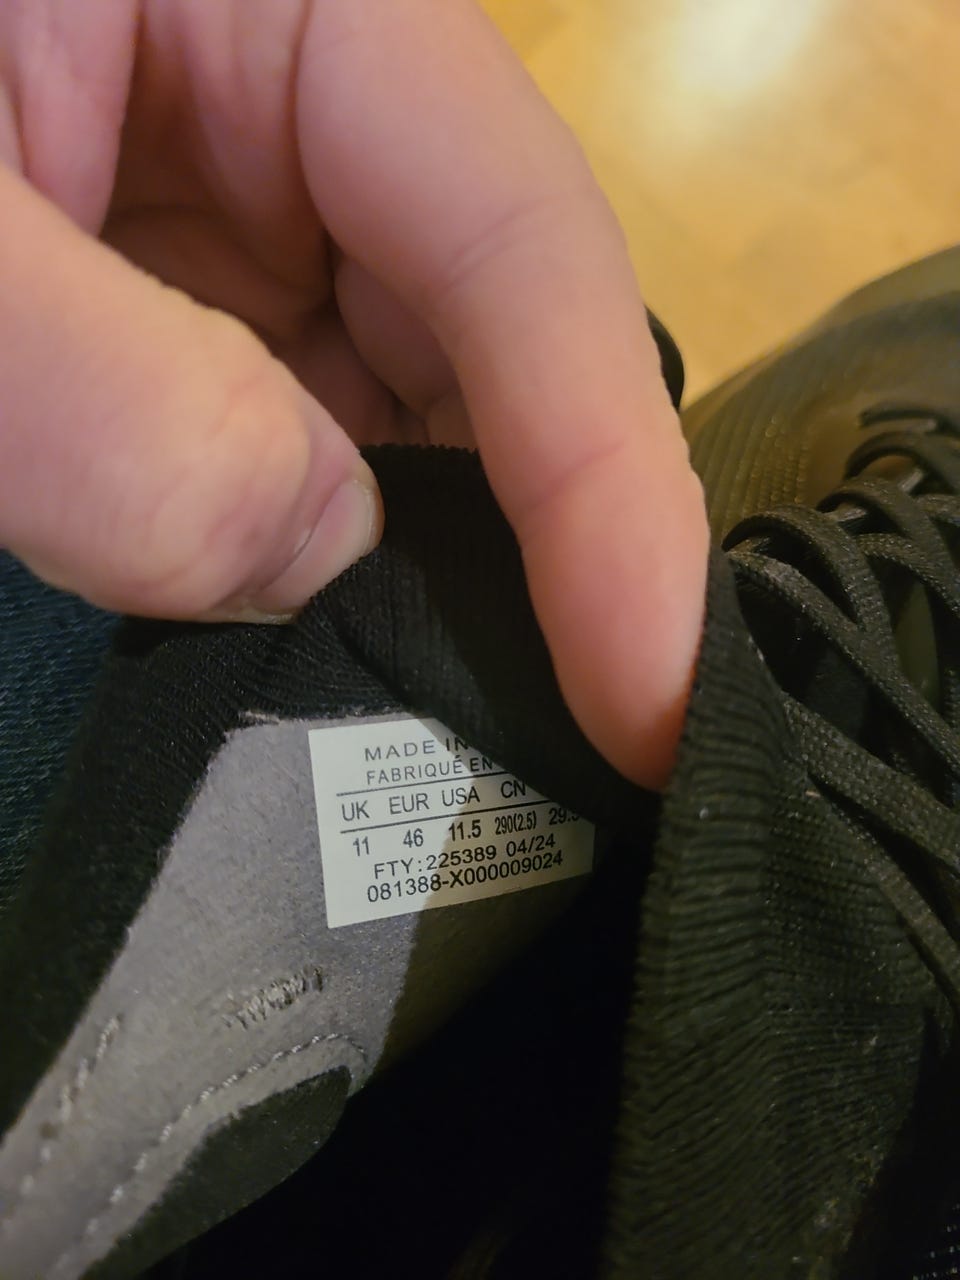 MADE IN
FABRIQUÉ EN
UK EUR USA CN
11 46 11.5 290(2.5)
FTY: 225389 04/24
081388-X000009024